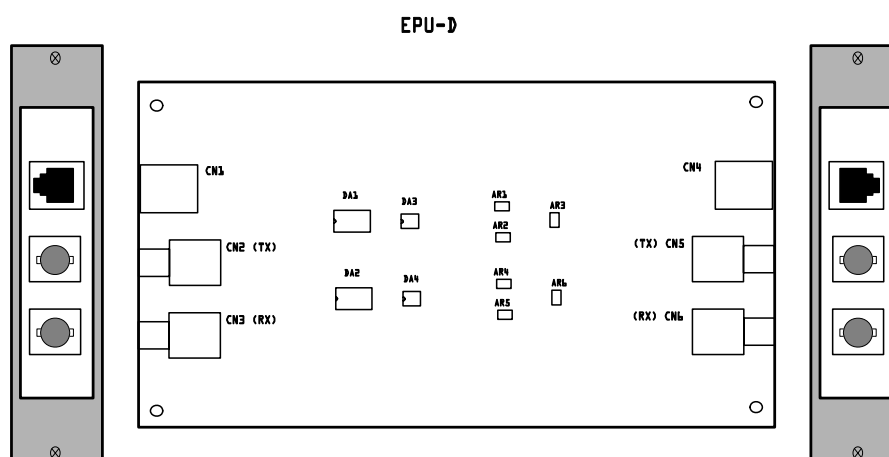 EPU-D
CN1
CN4
DA1
DA3
AR1
AR3
AR2
CN2 (TX)
(TX) CN5
DA2
DA4
AR4
AR6
AR5
CN3 (RX)
(RX) CN6